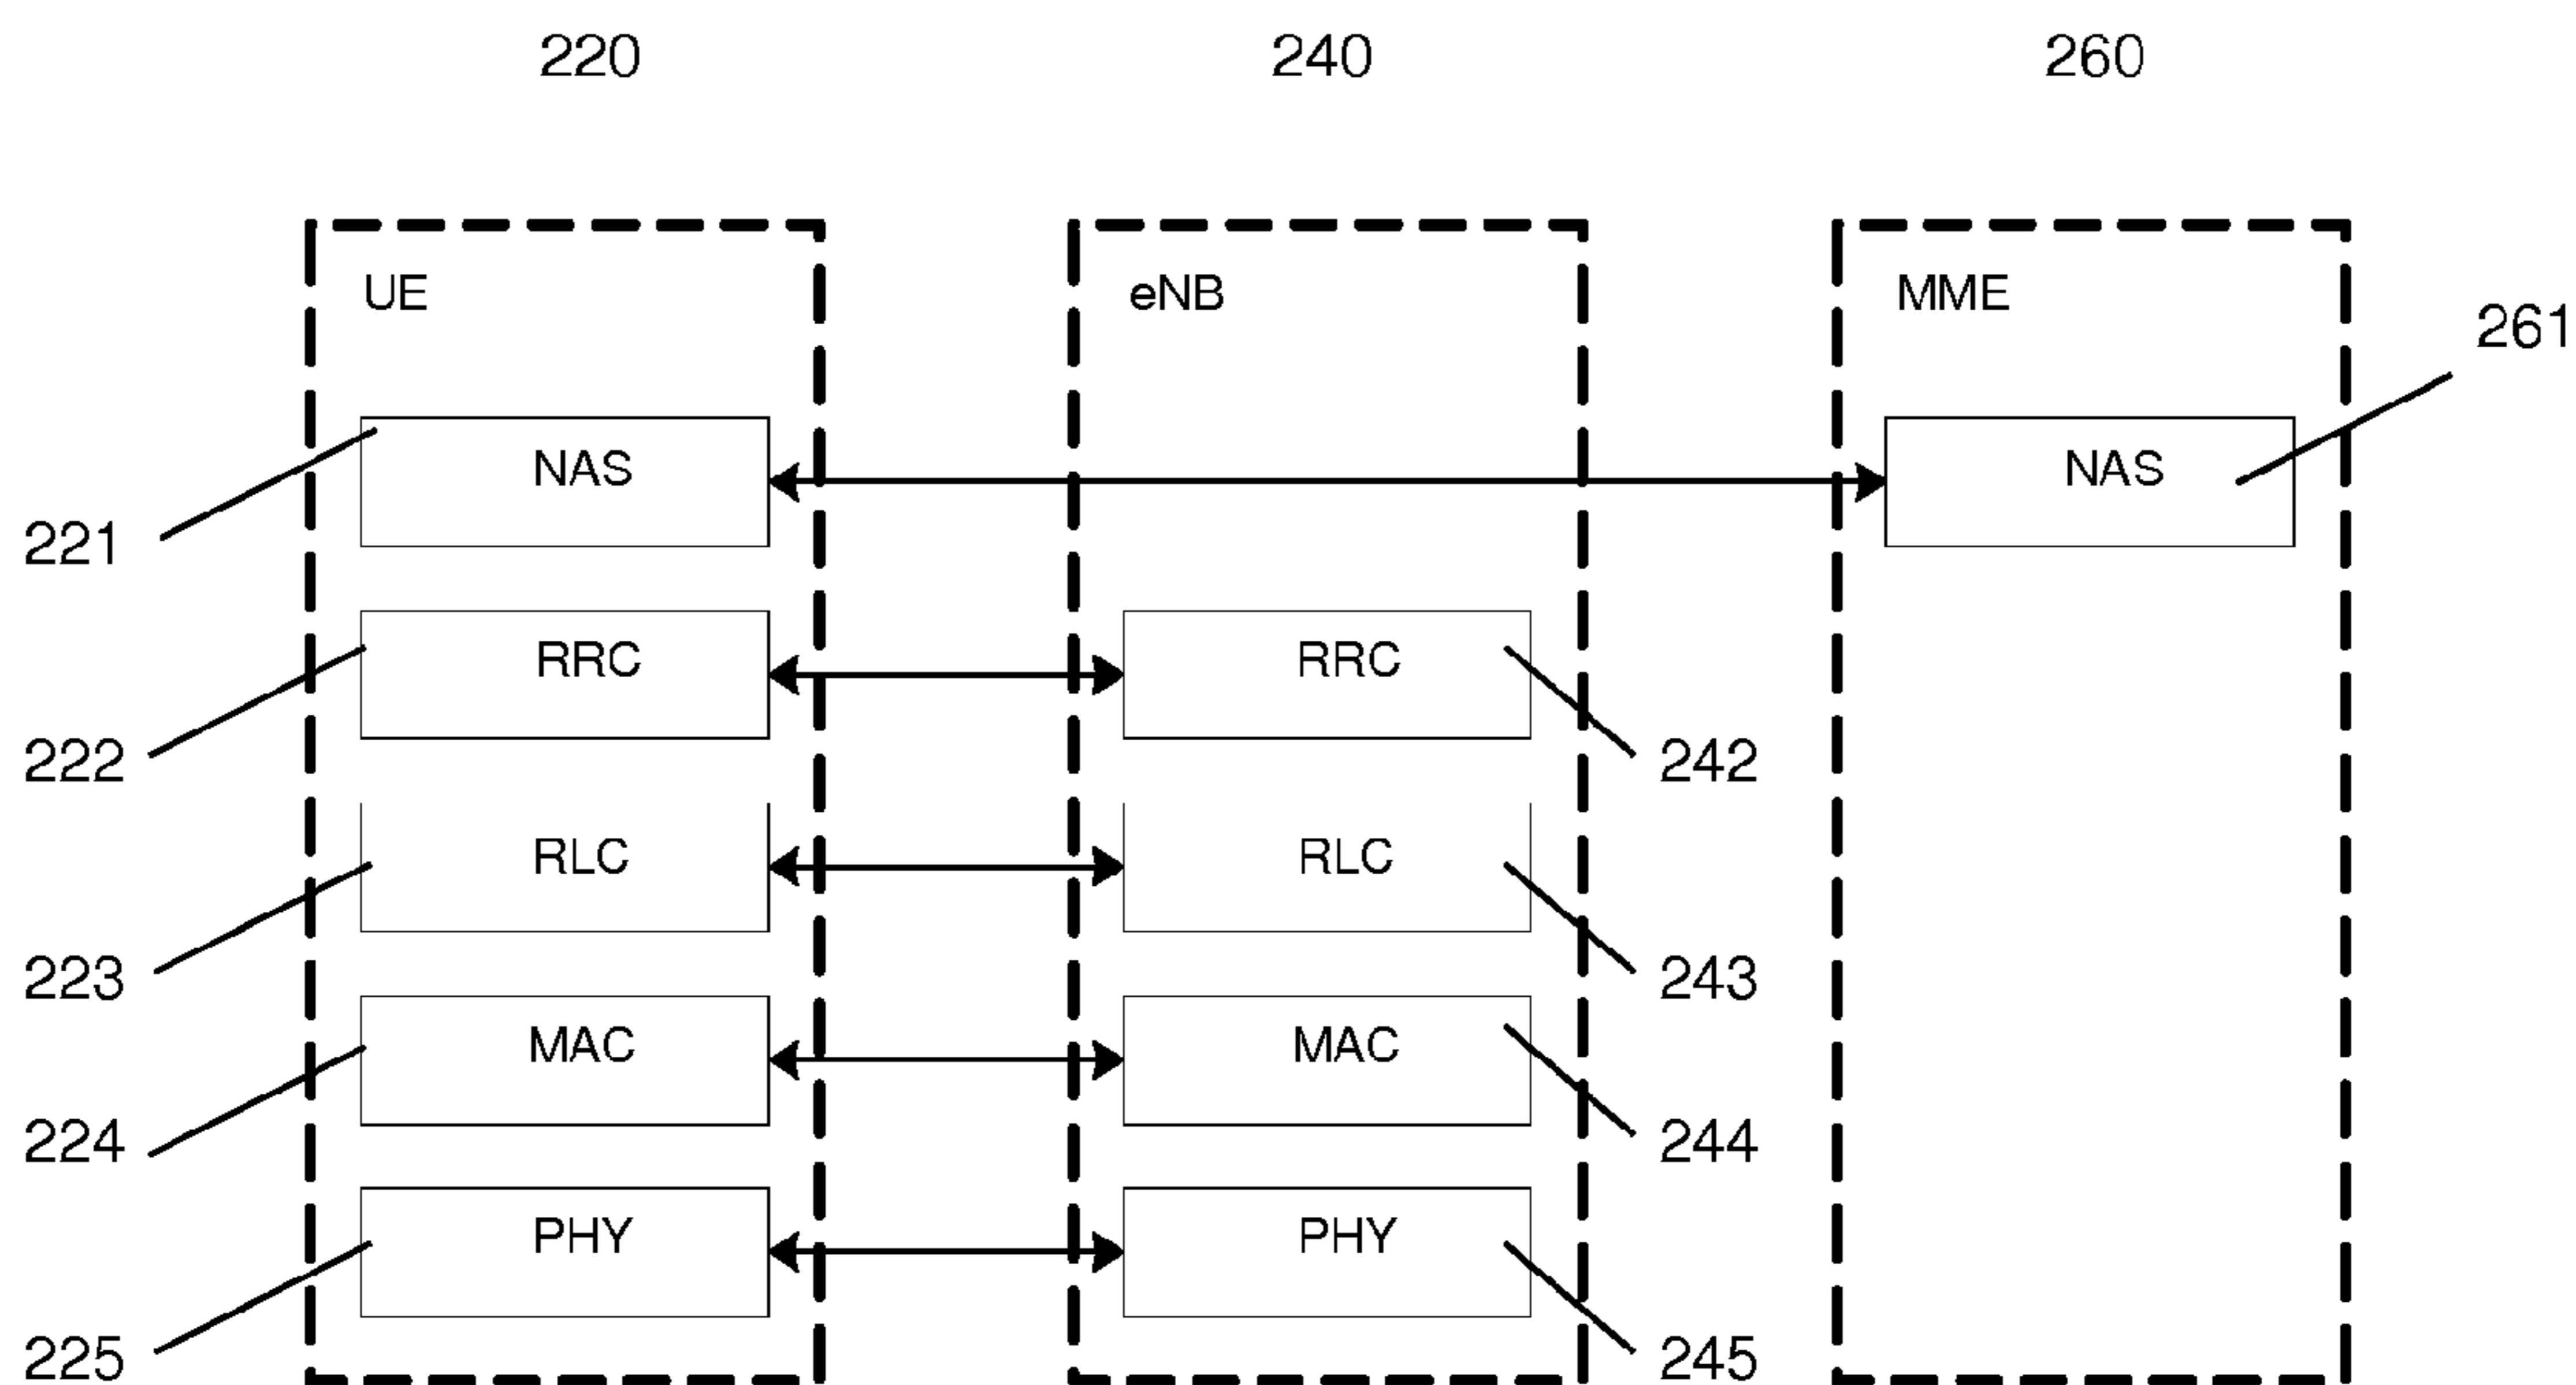 220 240 260
UE eNB MME
261
NAS NAS
221
RRC RRC
222 242
RLC RLC
223 243
MAC MAC
224 244
PHY PHY
225 245